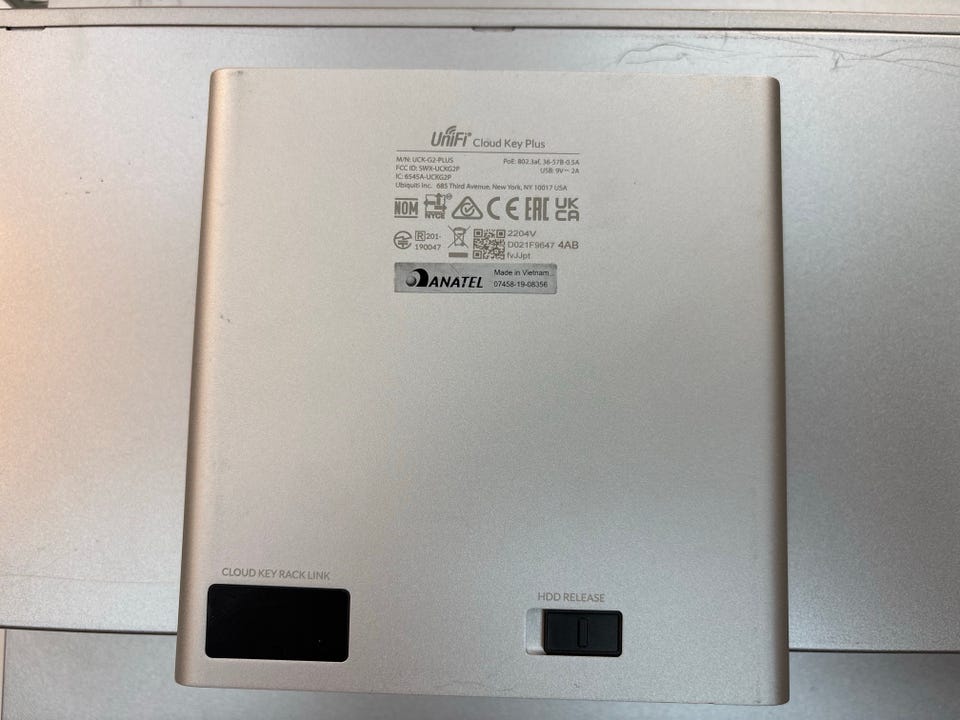 UniFi® Cloud Key Plus
M/N: UCK-G2-PLUS PoE: 802.3af, 36-57V⎓0.5A
FCC ID: SWX-UCKG2P USB: 9V⎓2A
IC: 6545A-UCKG2P
Ubiquiti Inc. 685 Third Avenue, New York, NY 10017 USA
NOM NYCE CE EAC UK CA
R 201-190047
2204V
D021F9647 4AB
fvJJpt
ANATEL
Made in Vietnam
07458-19-08356
CLOUD KEY RACK LINK
HDD RELEASE